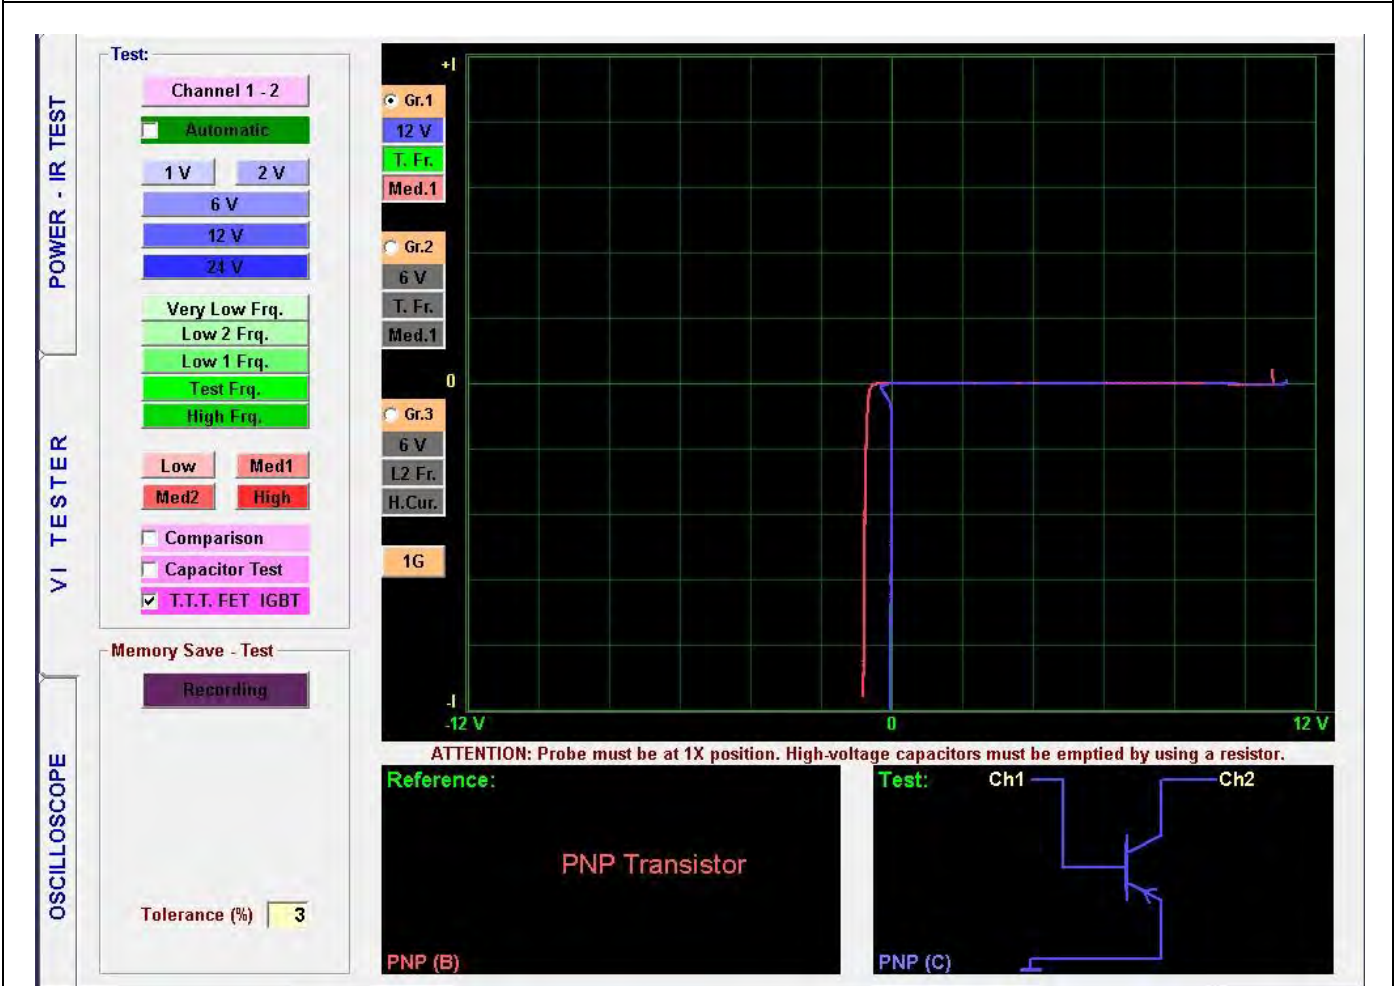 POWER - IR TEST
VI TESTER
OSCILLOSCOPE
Test:
Channel 1 - 2
Automatic
1 V
2 V
6 V
12 V
24 V
Very Low Frq.
Low 2 Frq.
Low 1 Frq.
Test Frq.
High Frq.
Low
Med1
Med2
High
Comparison
Capacitor Test
T.T.T. FET IGBT
Memory Save - Test
Recording
Tolerance (%) 3
+I
Gr.1
12 V
T. Fr.
Med.1
Gr.2
6 V
T. Fr.
Med.1
0
Gr.3
6 V
L2 Fr.
H.Cur.
1G
-I
-12 V
0
12 V
ATTENTION: Probe must be at 1X position. High-voltage capacitors must be emptied by using a resistor.
Reference:
PNP Transistor
PNP (B)
Test:
Ch1
Ch2
PNP (C)